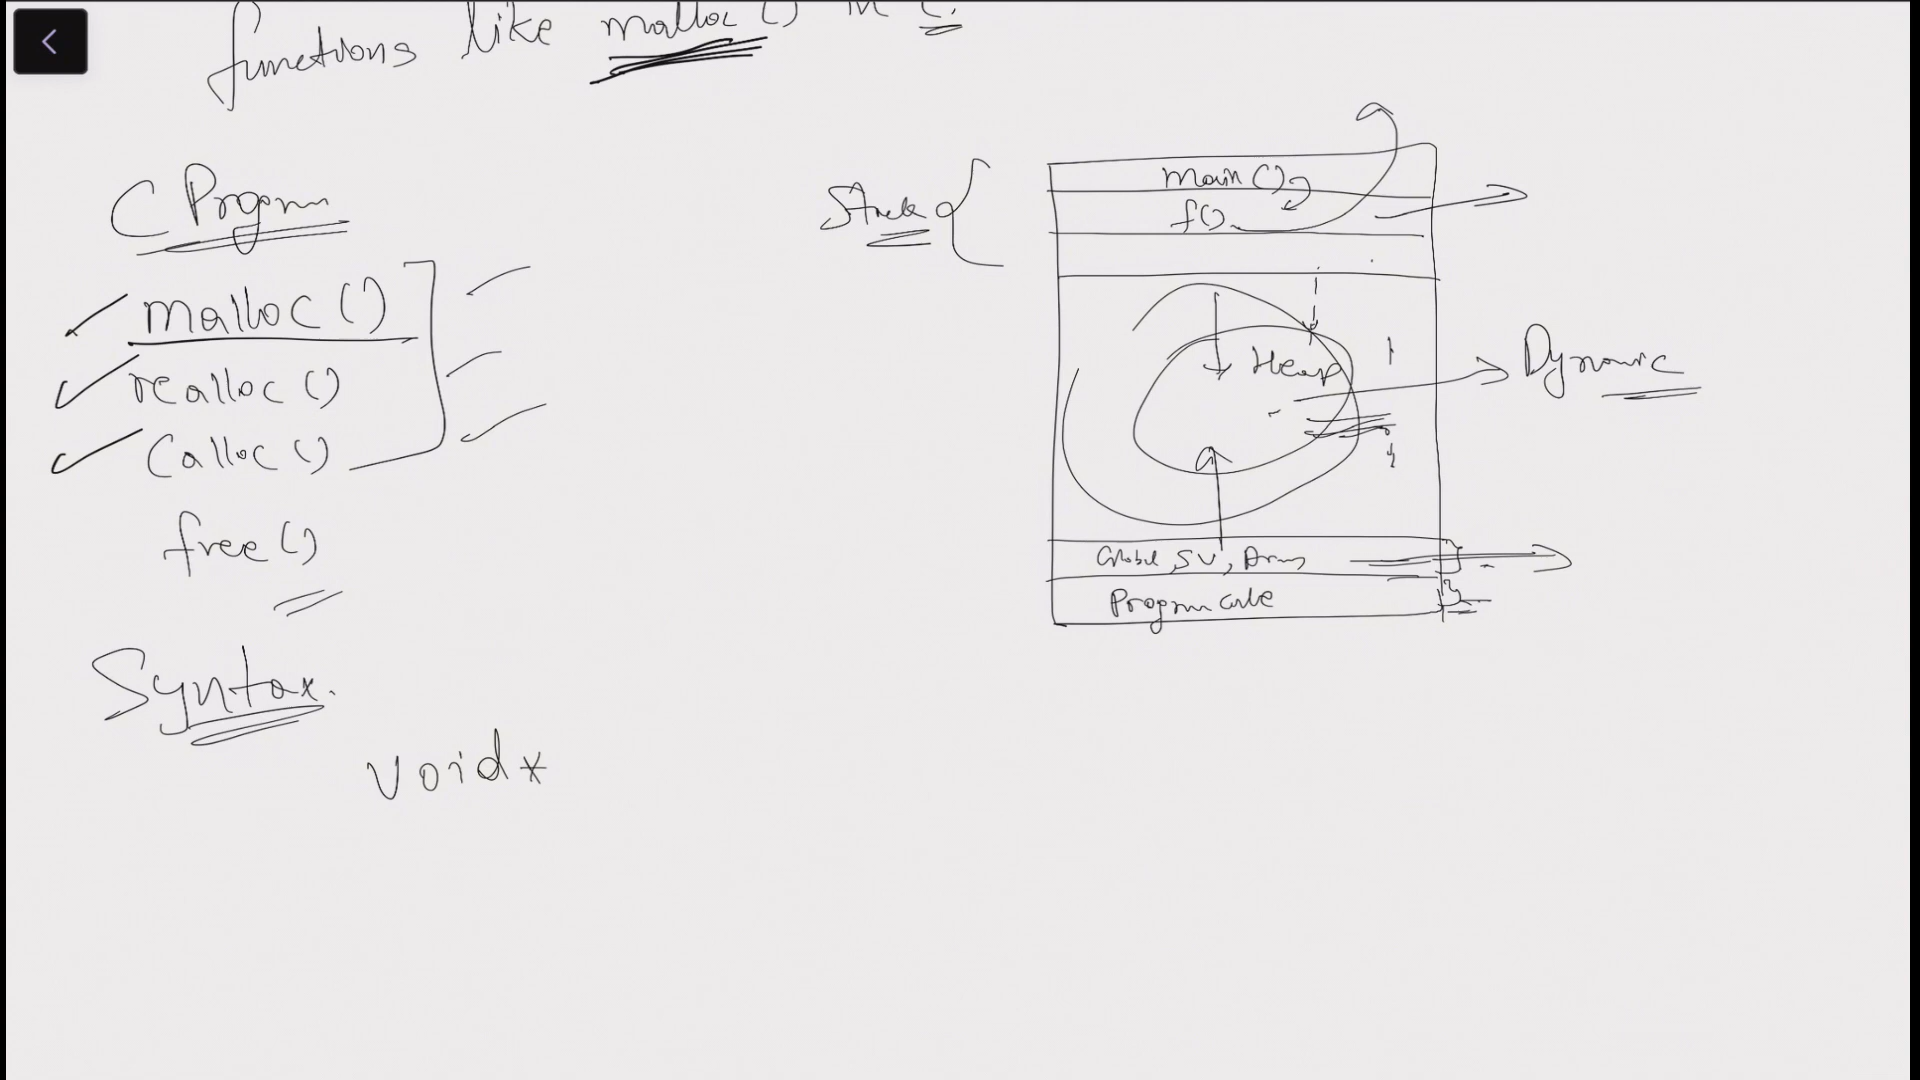 functions like malloc () in C.
C Program
malloc ()
realloc ()
Calloc ()
free ()
Syntax.
void *
Stack
main ()
f()
Heap
Dynamic
Global, SV, Arrays
Program Code